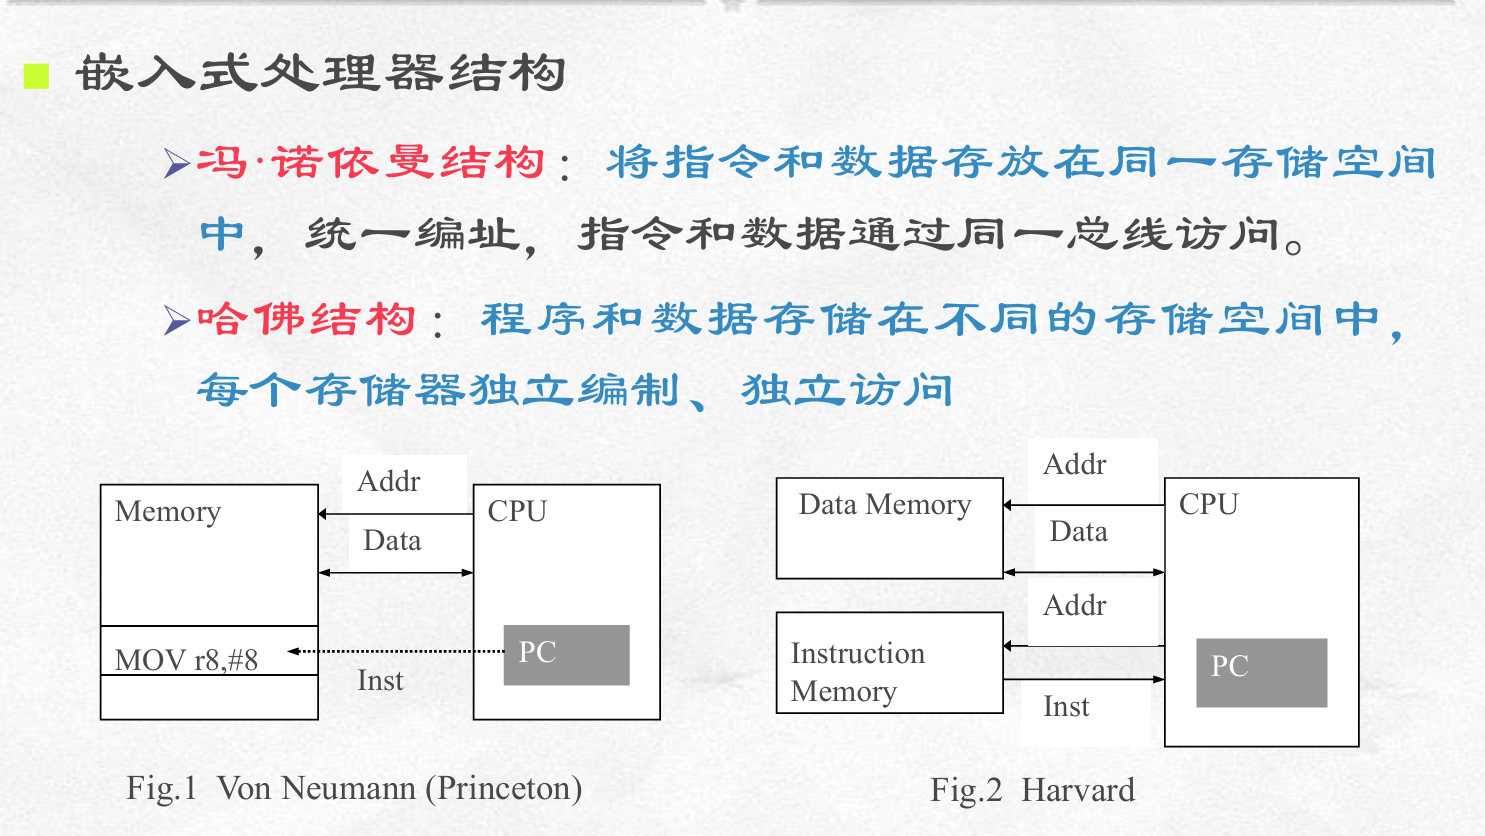 嵌入式处理器结构
冯·诺依曼结构：将指令和数据存放在同一存储空间
中，统一编址，指令和数据通过同一总线访问。
哈佛结构：程序和数据存储在不同的存储空间中，
每个存储器独立编制、独立访问
Addr
Memory
CPU
Data
MOV r8,#8
PC
Inst
Fig.1 Von Neumann (Princeton)
Addr
Data Memory
CPU
Data
Addr
Instruction
Memory
PC
Inst
Fig.2 Harvard